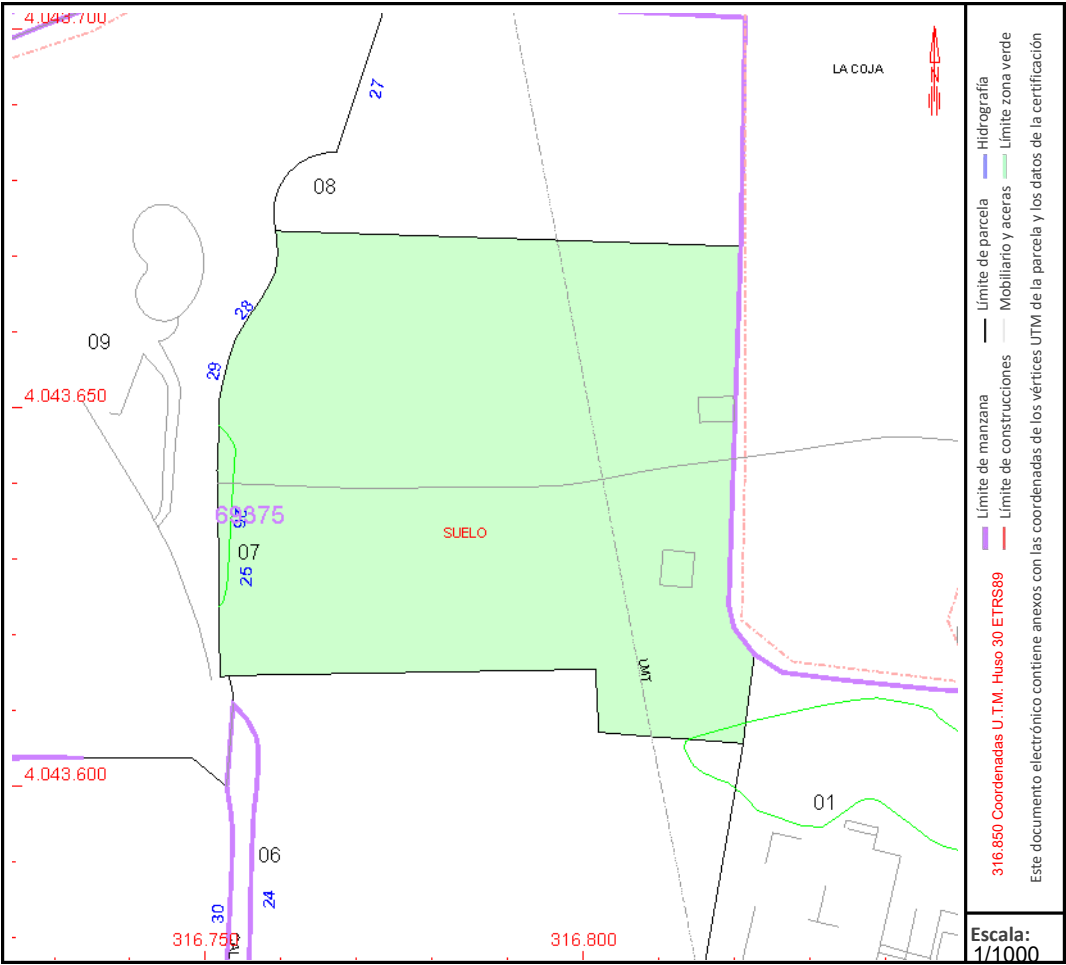 4.043.700
LA COJA
N
27
08
28
09
29
4.043.650
69875
26
SUELO
07
25
LMT
4.043.600
01
06
24
30
316.750
316.800
Límite de manzana
Límite de parcela
Hidrografía
Límite de construcciones
Mobiliario y aceras
Límite zona verde
316.850 Coordenadas U.T.M. Huso 30 ETRS89
Este documento electrónico contiene anexos con las coordenadas de los vértices UTM de la parcela y los datos de la certificación
Escala:
1/1000